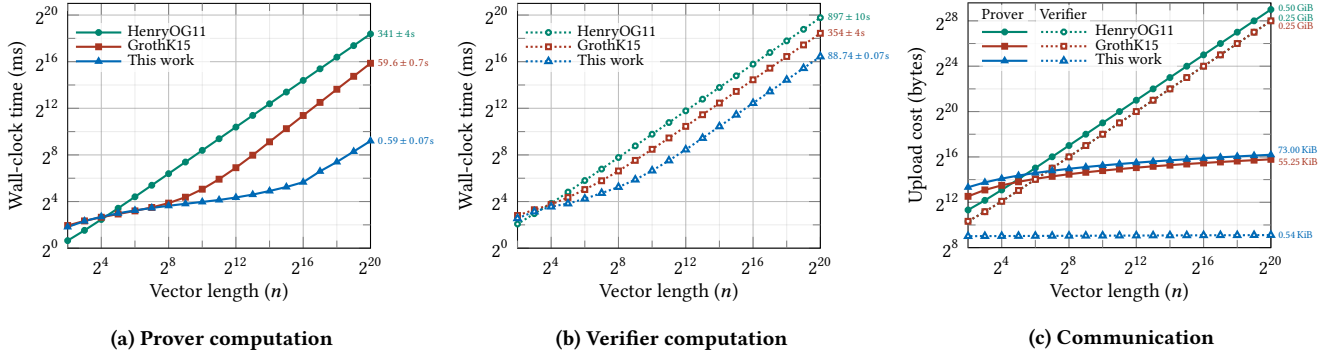 Wall-clock time (ms)
2^20
2^16
2^12
2^8
2^4
2^0
HenryOG11
GrothK15
This work
341 ± 4s
59.6 ± 0.7s
0.59 ± 0.07s
2^4 2^8 2^12 2^16 2^20
Vector length (n)
(a) Prover computation
Wall-clock time (ms)
2^20
2^16
2^12
2^8
2^4
2^0
HenryOG11
GrothK15
This work
897 ± 10s
354 ± 4s
88.74 ± 0.07s
2^4 2^8 2^12 2^16 2^20
Vector length (n)
(b) Verifier computation
Upload cost (bytes)
2^28
2^24
2^20
2^16
2^12
2^8
Prover Verifier
HenryOG11
GrothK15
This work
0.50 GiB
0.25 GiB
0.25 GiB
73.00 KiB
55.25 KiB
0.54 KiB
2^4 2^8 2^12 2^16 2^20
Vector length (n)
(c) Communication